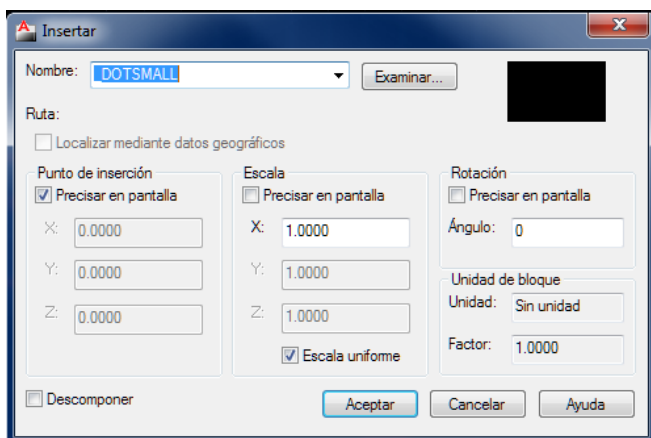 Insertar
Nombre: _DOTSMALL Examinar...
Ruta:
Localizar mediante datos geográficos
Punto de inserción
Precisar en pantalla
X: 0.0000
Y: 0.0000
Z: 0.0000
Escala
Precisar en pantalla
X: 1.0000
Y: 1.0000
Z: 1.0000
Escala uniforme
Rotación
Precisar en pantalla
Ángulo: 0
Unidad de bloque
Unidad: Sin unidad
Factor: 1.0000
Descomponer
Aceptar Cancelar Ayuda